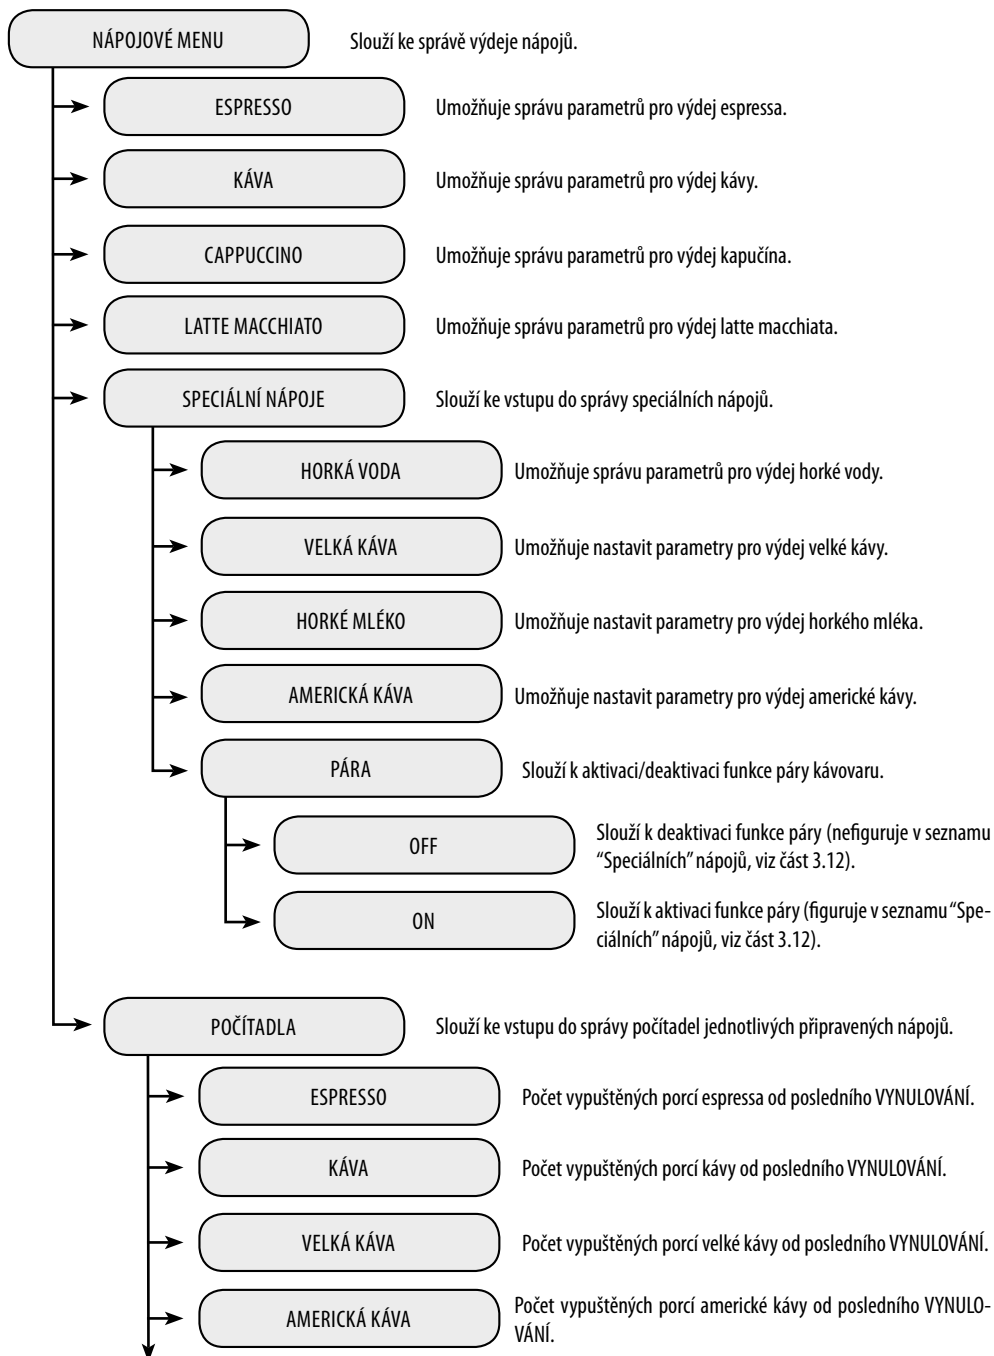 NÁPOJOVÉ MENU
Slouží ke správě výdeje nápojů.
ESPRESSO
Umožňuje správu parametrů pro výdej espressa.
KÁVA
Umožňuje správu parametrů pro výdej kávy.
CAPPUCCINO
Umožňuje správu parametrů pro výdej kapučína.
LATTE MACCHIATO
Umožňuje správu parametrů pro výdej latte macchiata.
SPECIÁLNÍ NÁPOJE
Slouží ke vstupu do správy speciálních nápojů.
HORKÁ VODA
Umožňuje správu parametrů pro výdej horké vody.
VELKÁ KÁVA
Umožňuje nastavit parametry pro výdej velké kávy.
HORKÉ MLÉKO
Umožňuje nastavit parametry pro výdej horkého mléka.
AMERICKÁ KÁVA
Umožňuje nastavit parametry pro výdej americké kávy.
PÁRA
Slouží k aktivaci/deaktivaci funkce páry kávovaru.
OFF
Slouží k deaktivaci funkce páry (nefiguruje v seznamu
“Speciálních” nápojů, viz část 3.12).
ON
Slouží k aktivaci funkce páry (figuruje v seznamu “Spe-
ciálních” nápojů, viz část 3.12).
POČÍTADLA
Slouží ke vstupu do správy počítadel jednotlivých připravených nápojů.
ESPRESSO
Počet vypuštěných porcí espressa od posledního VYNULOVÁNÍ.
KÁVA
Počet vypuštěných porcí kávy od posledního VYNULOVÁNÍ.
VELKÁ KÁVA
Počet vypuštěných porcí velké kávy od posledního VYNULOVÁNÍ.
AMERICKÁ KÁVA
Počet vypuštěných porcí americké kávy od posledního VYNULO-
VÁNÍ.